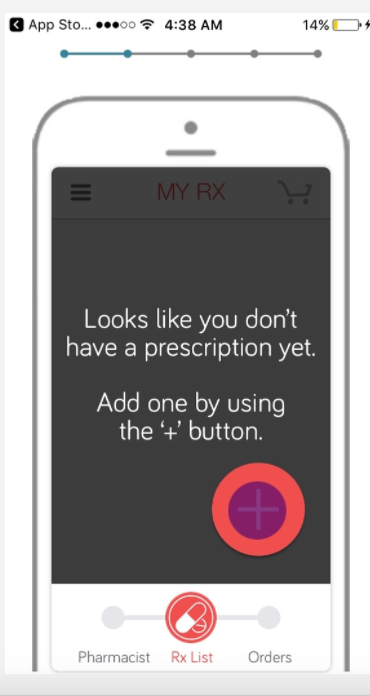 App Sto... 4:38 AM 14%
MY RX
Looks like you don't
have a prescription yet.
Add one by using
the '+' button.
+
Pharmacist Rx List Orders